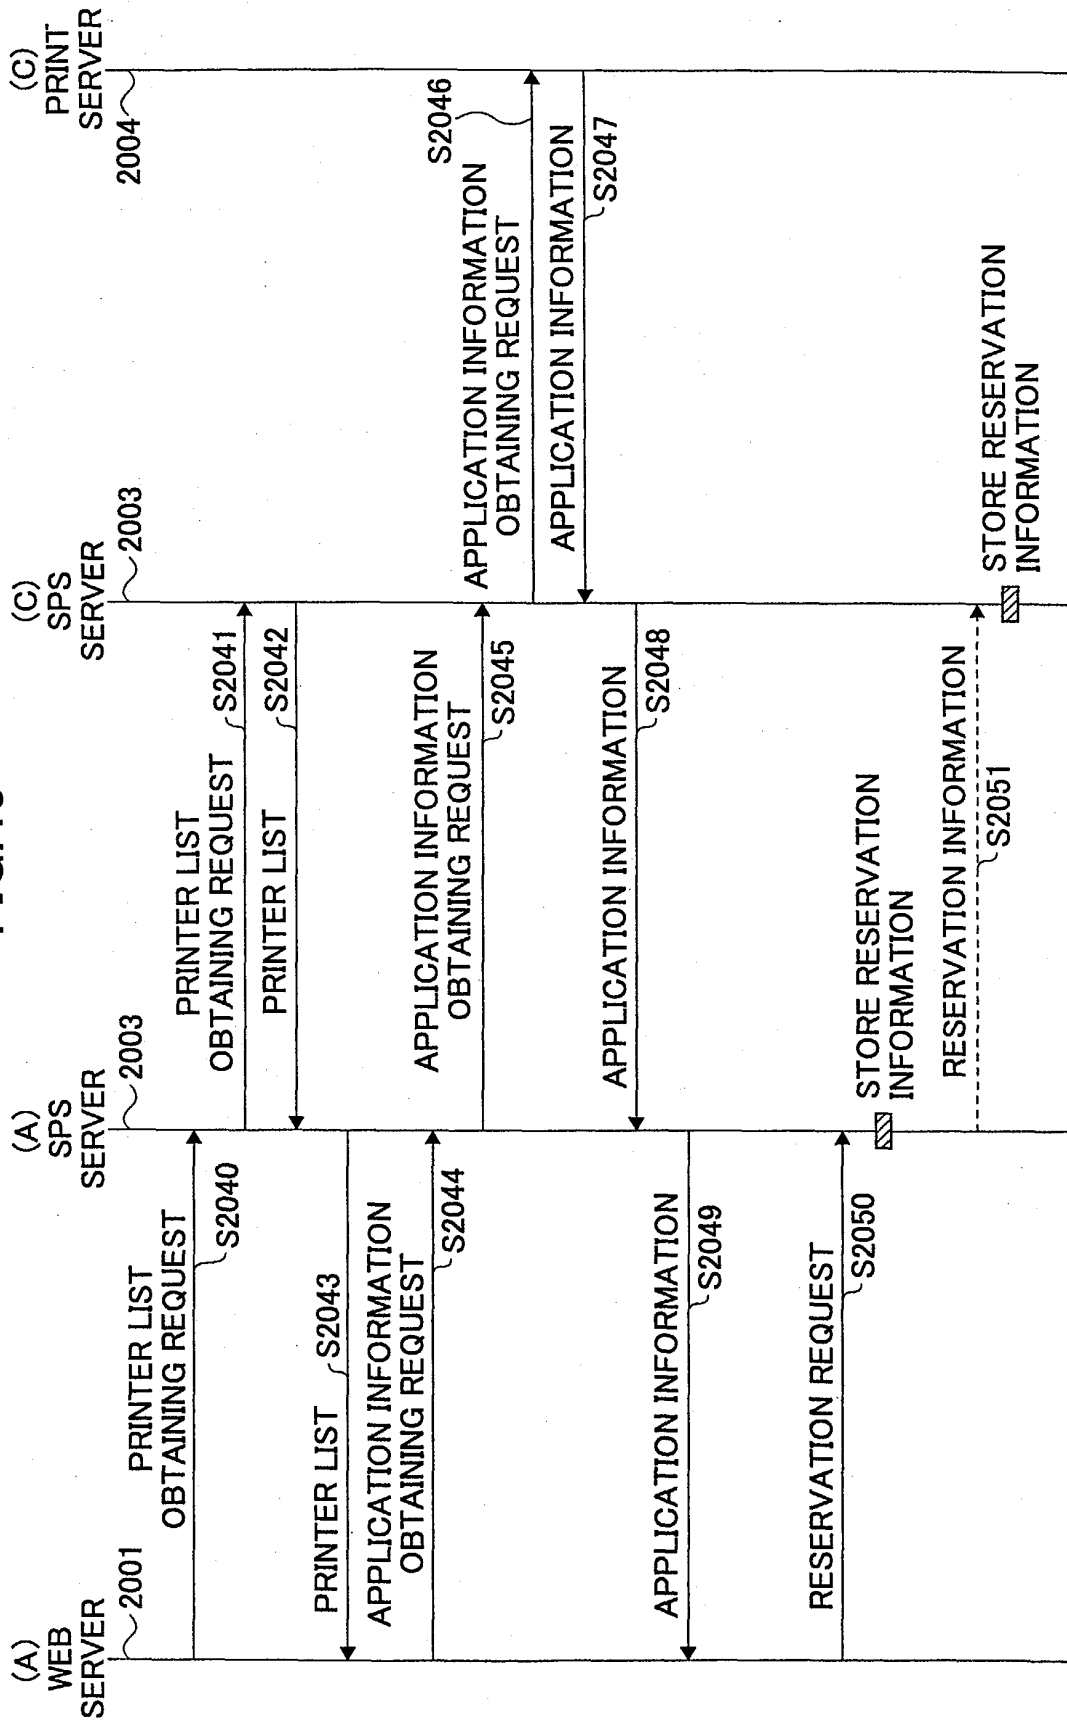 (A)
WEB
SERVER
2001
(A)
SPS
SERVER
2003
(C)
SPS
SERVER
2003
(C)
PRINT
SERVER
2004
PRINTER LIST
OBTAINING REQUEST
S2040
PRINTER LIST
OBTAINING REQUEST
S2041
PRINTER LIST
S2042
PRINTER LIST
S2043
APPLICATION INFORMATION
OBTAINING REQUEST
S2044
APPLICATION INFORMATION
OBTAINING REQUEST
S2045
APPLICATION INFORMATION
OBTAINING REQUEST
S2046
APPLICATION INFORMATION
S2047
APPLICATION INFORMATION
S2048
APPLICATION INFORMATION
S2049
RESERVATION REQUEST
S2050
STORE RESERVATION
INFORMATION
RESERVATION INFORMATION
S2051
STORE RESERVATION
INFORMATION